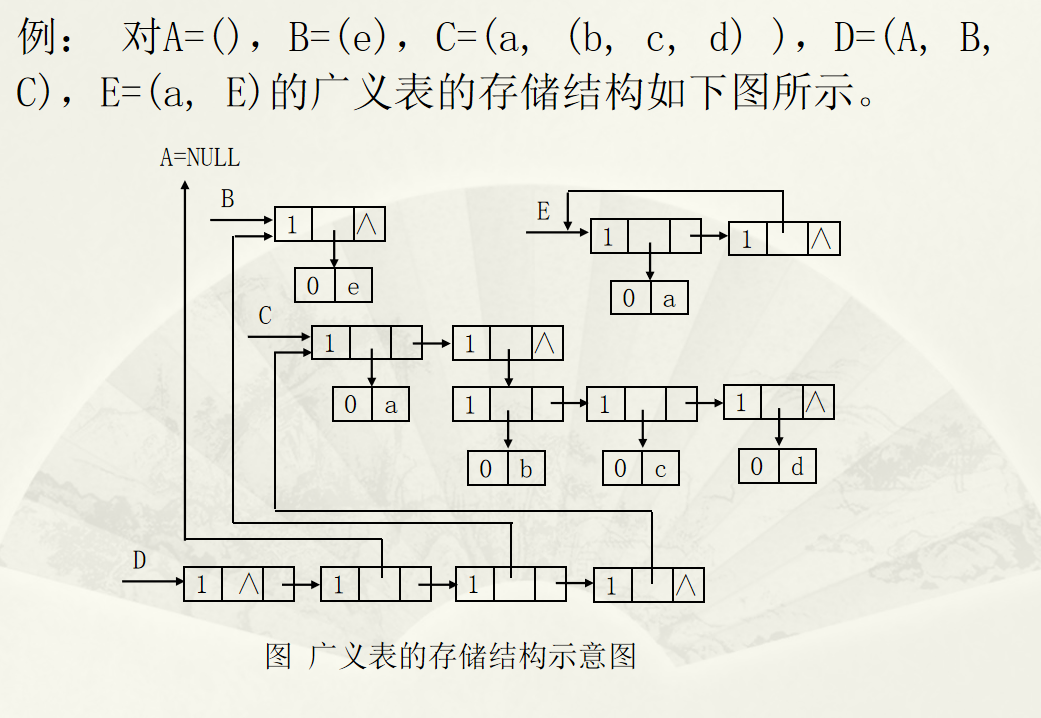 例： 对A=()，B=(e)，C=(a, (b, c, d) )，D=(A, B,
C)，E=(a, E)的广义表的存储结构如下图所示。
A=NULL
B
1 ∧
0 e
E
1 1 ∧
0 a
C
1 1 ∧
0 a
1 1 1 ∧
0 b 0 c 0 d
D
1 ∧ 1 1 1 ∧
图 广义表的存储结构示意图